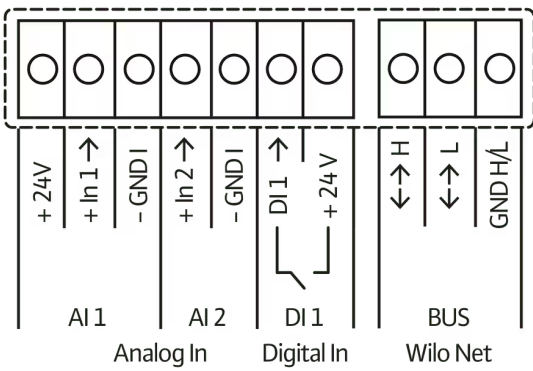 + 24V
+ In 1 →
- GND I
+ In 2 →
- GND I
DI 1 →
+ 24 V
↔ H
↔ L
GND H/L
AI 1 AI 2 DI 1 BUS
Analog In Digital In Wilo Net